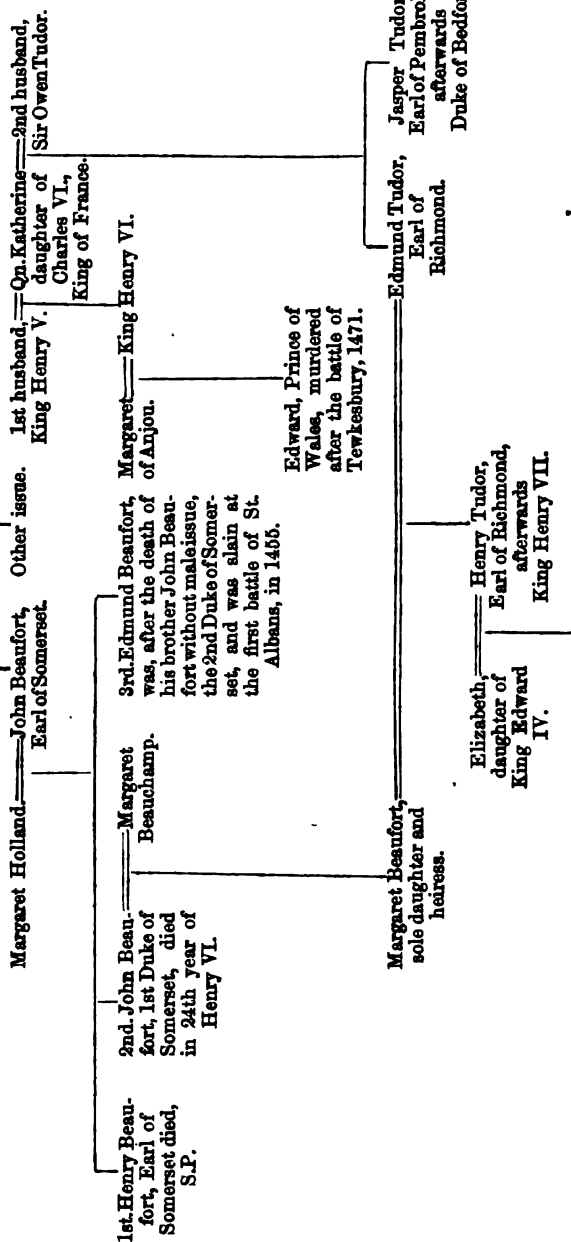 Margaret Holland.
John Beaufort,
Earl of Somerset.
Other issue.
1st husband,
King Henry V.
Qn. Katherine
daughter of
Charles VI.,
King of France.
2nd husband,
Sir Owen Tudor.
1st. Henry Beau-
fort, Earl of
Somerset died,
S.P.
2nd. John Beau-
fort, 1st Duke of
Somerset, died
in 24th year of
Henry VI.
Margaret
Beauchamp.
3rd. Edmund Beaufort,
was, after the death of
his brother John Beau-
fort without male issue,
the 2nd Duke of Somer-
set, and was slain at
the first battle of St.
Albans, in 1455.
Margaret
of Anjou.
King Henry VI.
Jasper Tudor
Earl of Pembro
afterwards
Duke of Bedfor
Edward, Prince of
Wales, murdered
after the battle of
Tewkesbury, 1471.
Margaret Beaufort,
sole daughter and
heiress.
Edmund Tudor,
Earl of
Richmond.
Elizabeth,
daughter of
King Edward
IV.
Henry Tudor,
Earl of Richmond,
afterwards
King Henry VII.